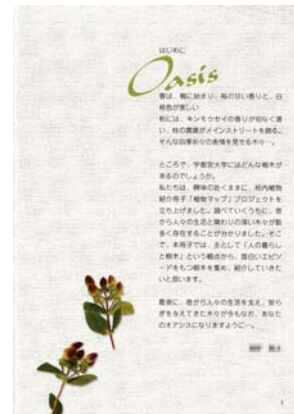 はじめに
Oasis
春は、梅に始まり、桜の甘い香りと、白
桃色が美しい
秋には、キンモクセイの香りが切なく漂
い、桂の黄葉がメインストリートを飾る。
そんな四季折々の表情を見せる木々…。
ところで、宇都宮大学にはどんな樹木が
あるのでしょうか。
私たちは、興味の赴くままに、校内植物
紹介冊子「植物マップ」プロジェクトを
立ち上げました。調べていくうちに、昔
から人々の生活と関わりの深い木々が数
多く存在することが分かりました。そこ
で、本冊子では、主として「人の暮らし
と樹木」という観点から、面白いエピソ
ードをもつ樹木を集め、紹介していきた
いと思います。
最後に、昔から人々の生活を支え、安ら
ぎを与えてきた木々が今もなお、あなた
のオアシスになりますように…。
1